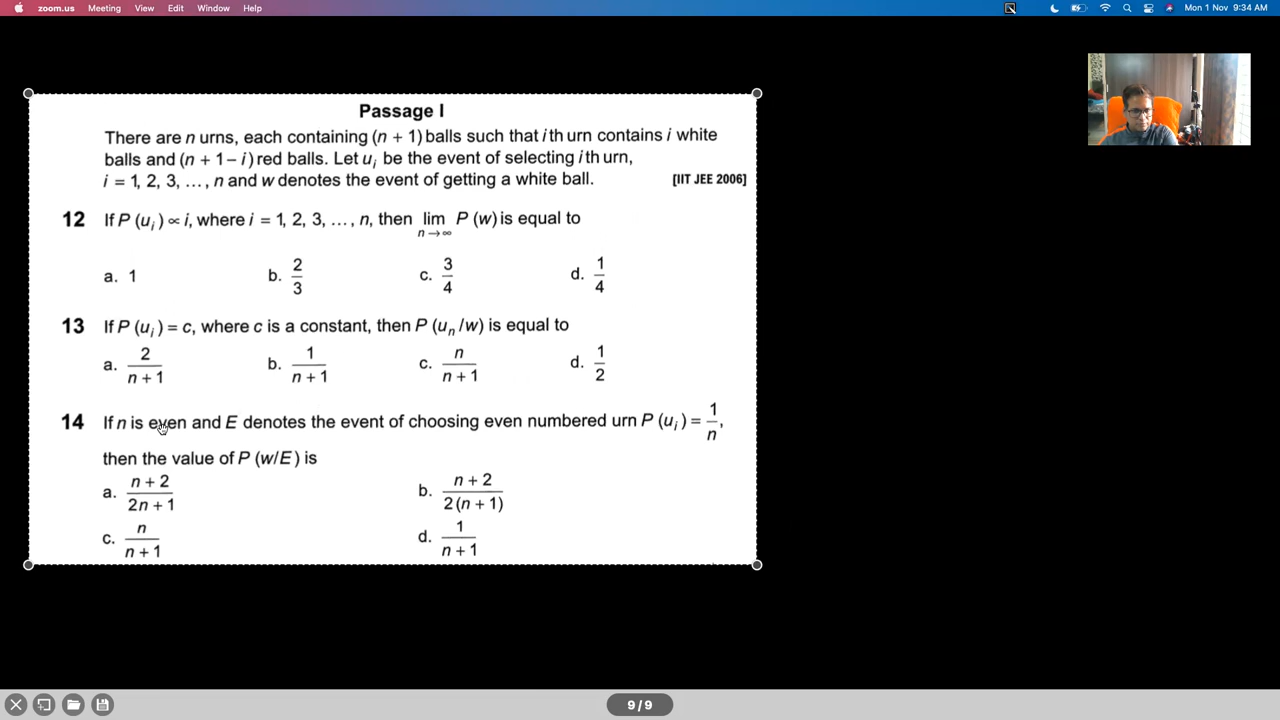 zoom.us Meeting View Edit Window Help Mon 1 Nov 9:34 AM
Passage I
There are n urns, each containing (n + 1) balls such that i th urn contains i white
balls and (n + 1 – i) red balls. Let uᵢ be the event of selecting i th urn,
i = 1, 2, 3, ..., n and w denotes the event of getting a white ball. [IIT JEE 2006]
12 If P (uᵢ) ∝ i, where i = 1, 2, 3, ..., n, then lim n→∞ P (w) is equal to
a. 1 b. 2/3 c. 3/4 d. 1/4
13 If P (uᵢ) = c, where c is a constant, then P (uₙ /w) is equal to
a. 2/(n + 1) b. 1/(n + 1) c. n/(n + 1) d. 1/2
14 If n is even and E denotes the event of choosing even numbered urn P (uᵢ) = 1/n,
then the value of P (w/E) is
a. (n + 2)/(2n + 1) b. (n + 2)/(2 (n + 1))
c. n/(n + 1) d. 1/(n + 1)
9 / 9